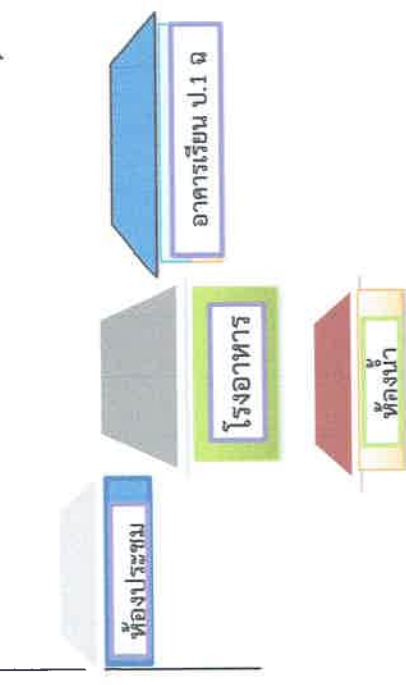 ห้องประชุม
โรงอาหาร
อาคารเรียน ป.1 ฉ
ห้องน้ำ